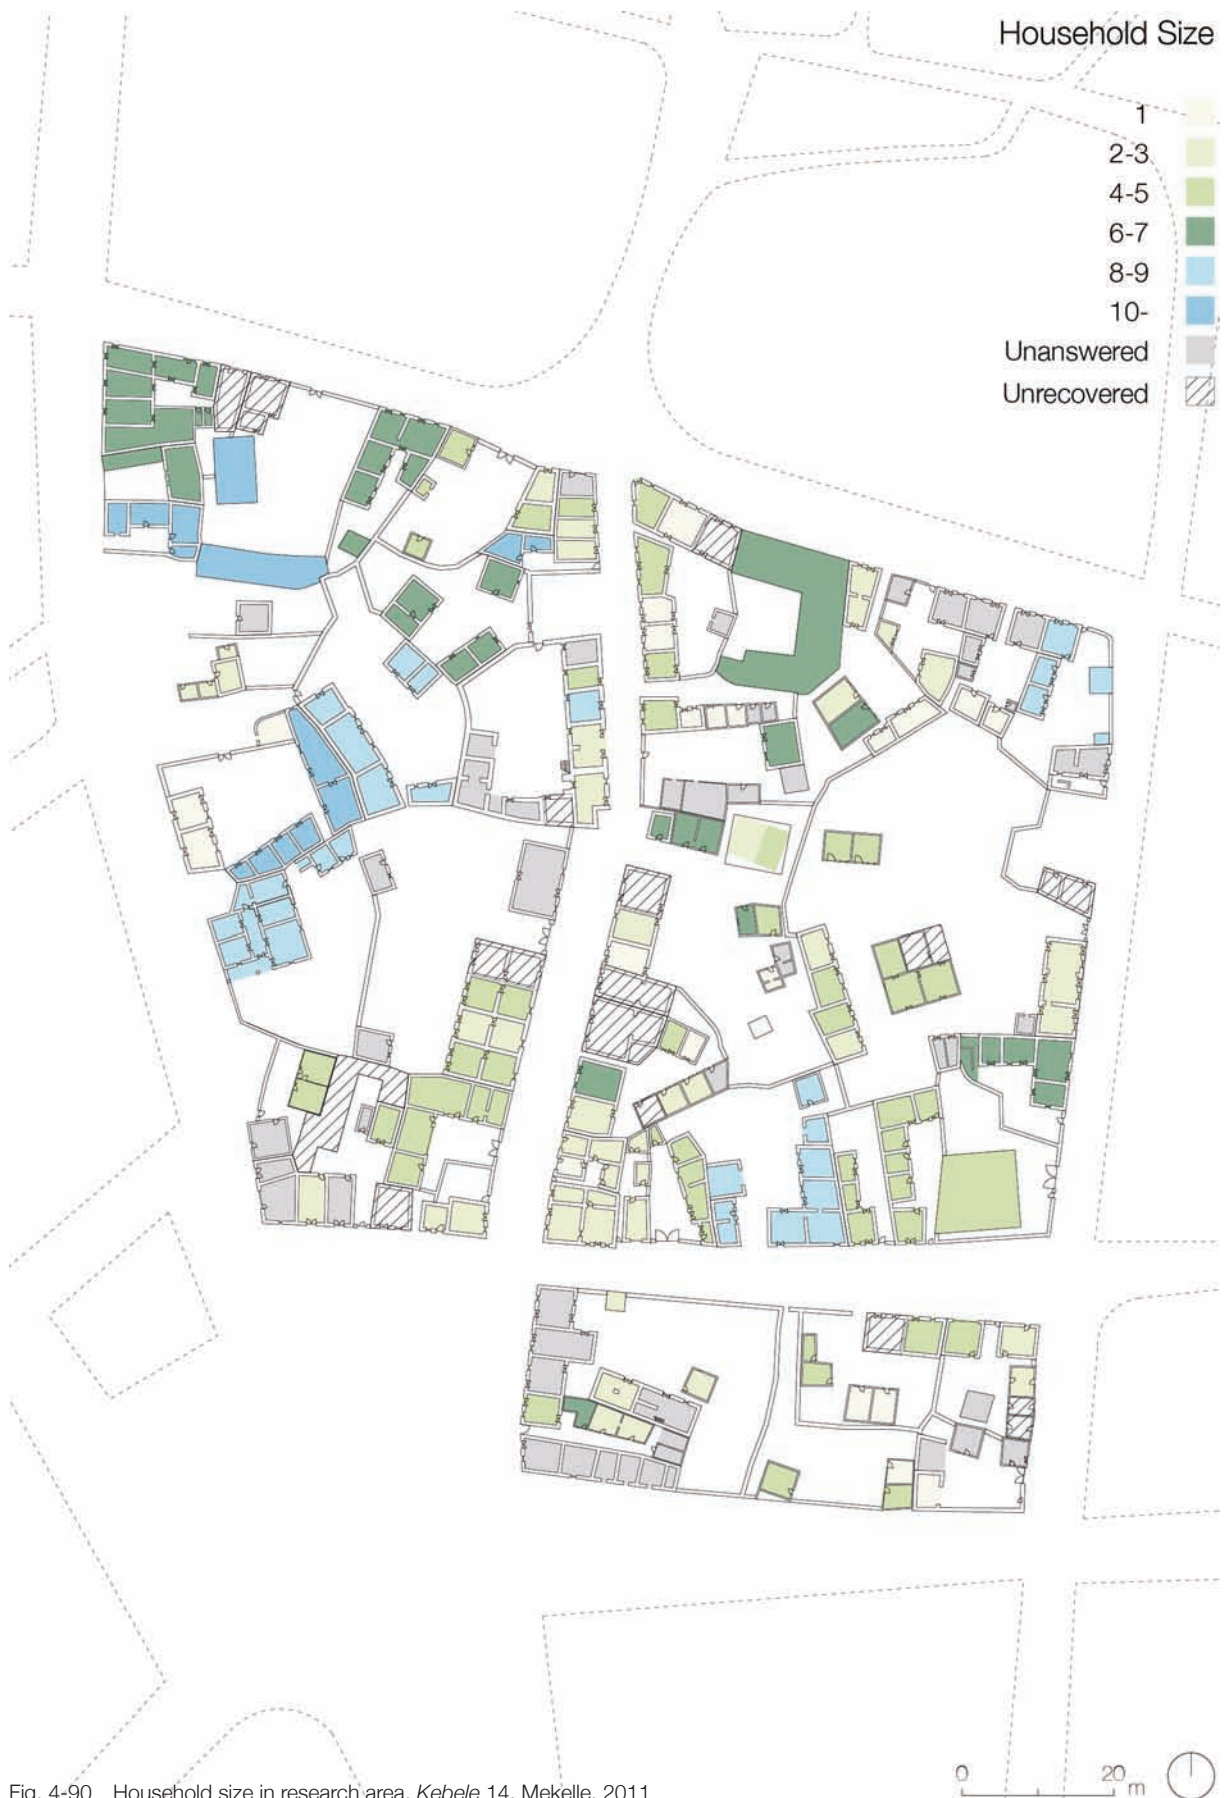 Household Size
1
2-3
4-5
6-7
8-9
10-
Unanswered
Unrecovered
0 20 m
Fig. 4-90 Household size in research area, Kebele 14, Mekelle, 2011